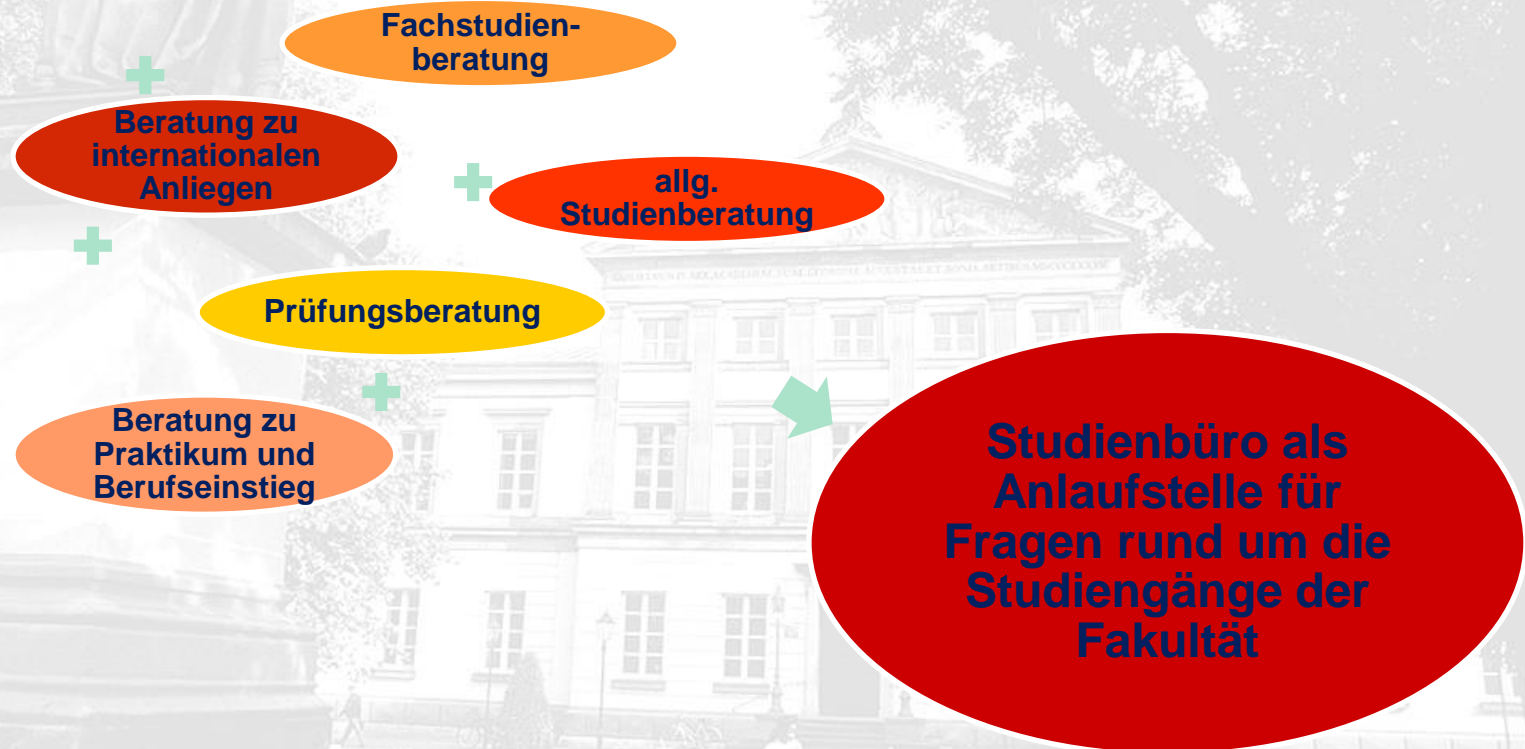 Fachstudien-
beratung
Beratung zu
internationalen
Anliegen
allg.
Studienberatung
Prüfungsberatung
Beratung zu
Praktikum und
Berufseinstieg
Studienbüro als
Anlaufstelle für
Fragen rund um die
Studiengänge der
Fakultät